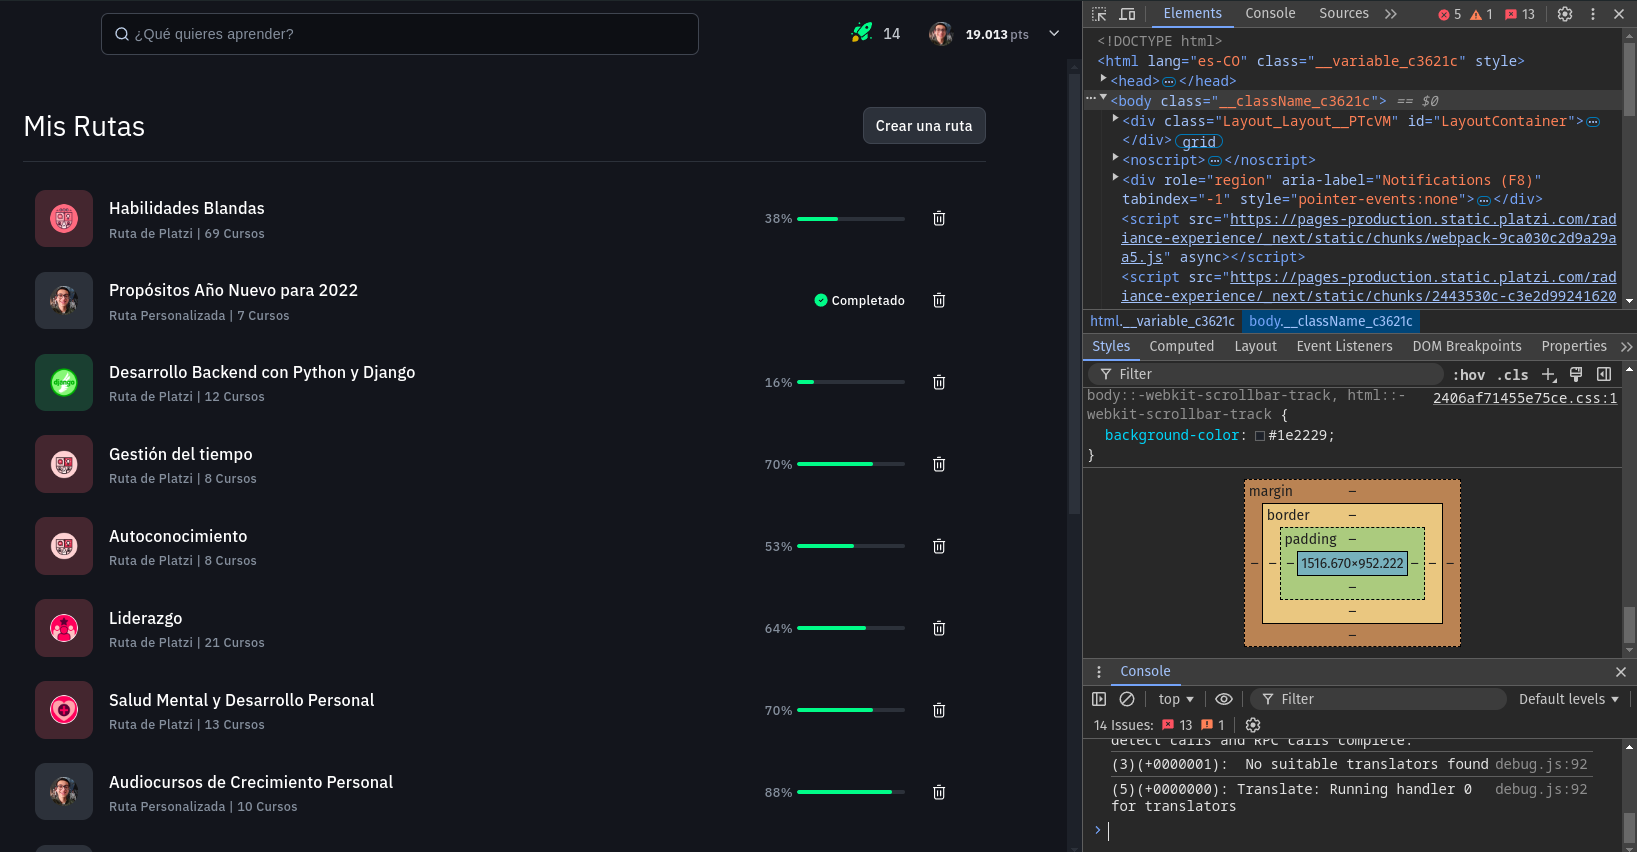 ¿Qué quieres aprender?
14
19.013 pts
Mis Rutas
Crear una ruta
Habilidades Blandas
Ruta de Platzi | 69 Cursos
38%
Propósitos Año Nuevo para 2022
Ruta Personalizada | 7 Cursos
Completado
Desarrollo Backend con Python y Django
Ruta de Platzi | 12 Cursos
16%
django
Gestión del tiempo
Ruta de Platzi | 8 Cursos
70%
Autoconocimiento
Ruta de Platzi | 8 Cursos
53%
Liderazgo
Ruta de Platzi | 21 Cursos
64%
Salud Mental y Desarrollo Personal
Ruta de Platzi | 13 Cursos
70%
Audiocursos de Crecimiento Personal
Ruta Personalizada | 10 Cursos
88%
Elements Console Sources 5 1 13
<!DOCTYPE html>
<html lang="es-CO" class="__variable_c3621c" style>
<head>…</head>
<body class="__className_c3621c"> == $0
<div class="Layout_Layout__PTcVM" id="LayoutContainer">…
</div> grid
<noscript>…</noscript>
<div role="region" aria-label="Notifications (F8)"
tabindex="-1" style="pointer-events:none">…</div>
<script src="https://pages-production.static.platzi.com/rad
iance-experience/_next/static/chunks/webpack-9ca030c2d9a29a
a5.js" async></script>
<script src="https://pages-production.static.platzi.com/rad
iance-experience/_next/static/chunks/2443530c-c3e2d99241620
html.__variable_c3621c body.__className_c3621c
Styles Computed Layout Event Listeners DOM Breakpoints Properties
Filter :hov .cls
body::-webkit-scrollbar-track, html::- 2406af71455e75ce.css:1
webkit-scrollbar-track {
background-color: #1e2229;
}
margin –
border –
padding –
– – – 1516.670×952.222 – – –
–
–
–
Console
top Filter Default levels
14 Issues: 13 1
detect calls and RPC calls complete.
(3)(+0000001): No suitable translators found debug.js:92
(5)(+0000000): Translate: Running handler 0 debug.js:92
for translators